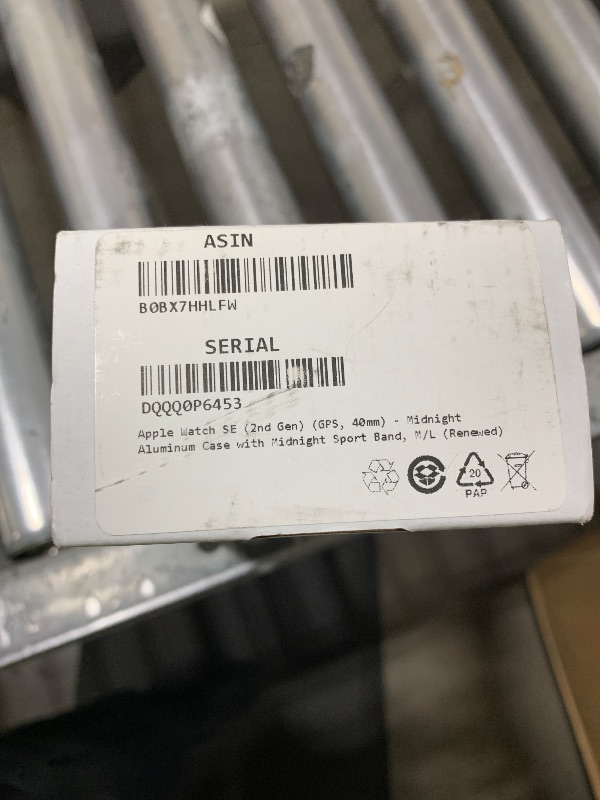 ASIN
B0BX7HHLFW
SERIAL
DQQQ0P6453
Apple Watch SE (2nd Gen) (GPS, 40mm) - Midnight
Aluminum Case with Midnight Sport Band, M/L (Renewed)
20
PAP